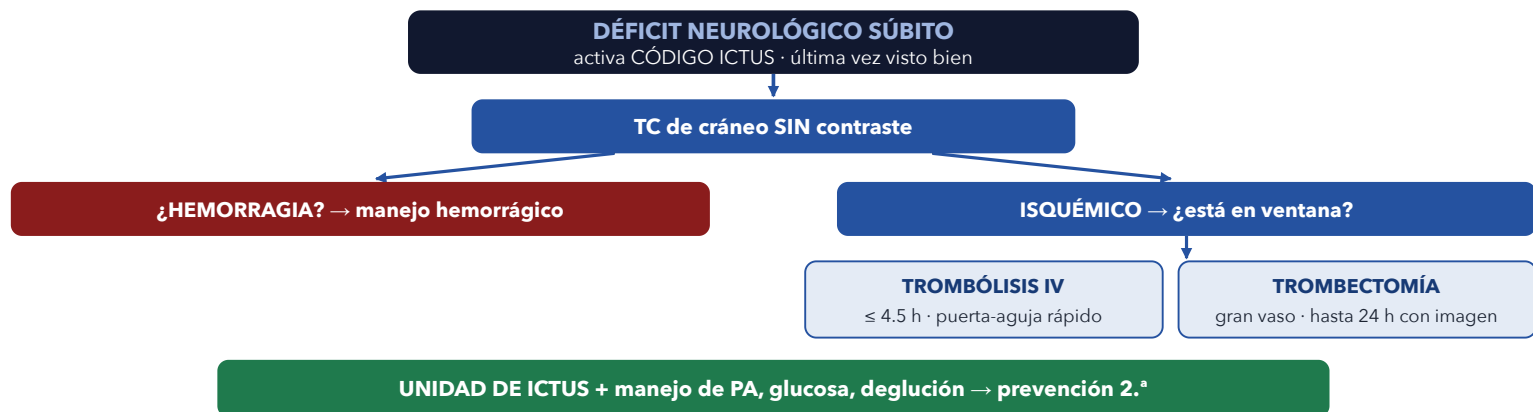 DÉFICIT NEUROLÓGICO SÚBITO
activa CÓDIGO ICTUS · última vez visto bien
TC de cráneo SIN contraste
¿HEMORRAGIA? → manejo hemorrágico
ISQUÉMICO → ¿está en ventana?
TROMBÓLISIS IV
≤ 4.5 h · puerta-aguja rápido
TROMBECTOMÍA
gran vaso · hasta 24 h con imagen
UNIDAD DE ICTUS + manejo de PA, glucosa, deglución → prevención 2.ª